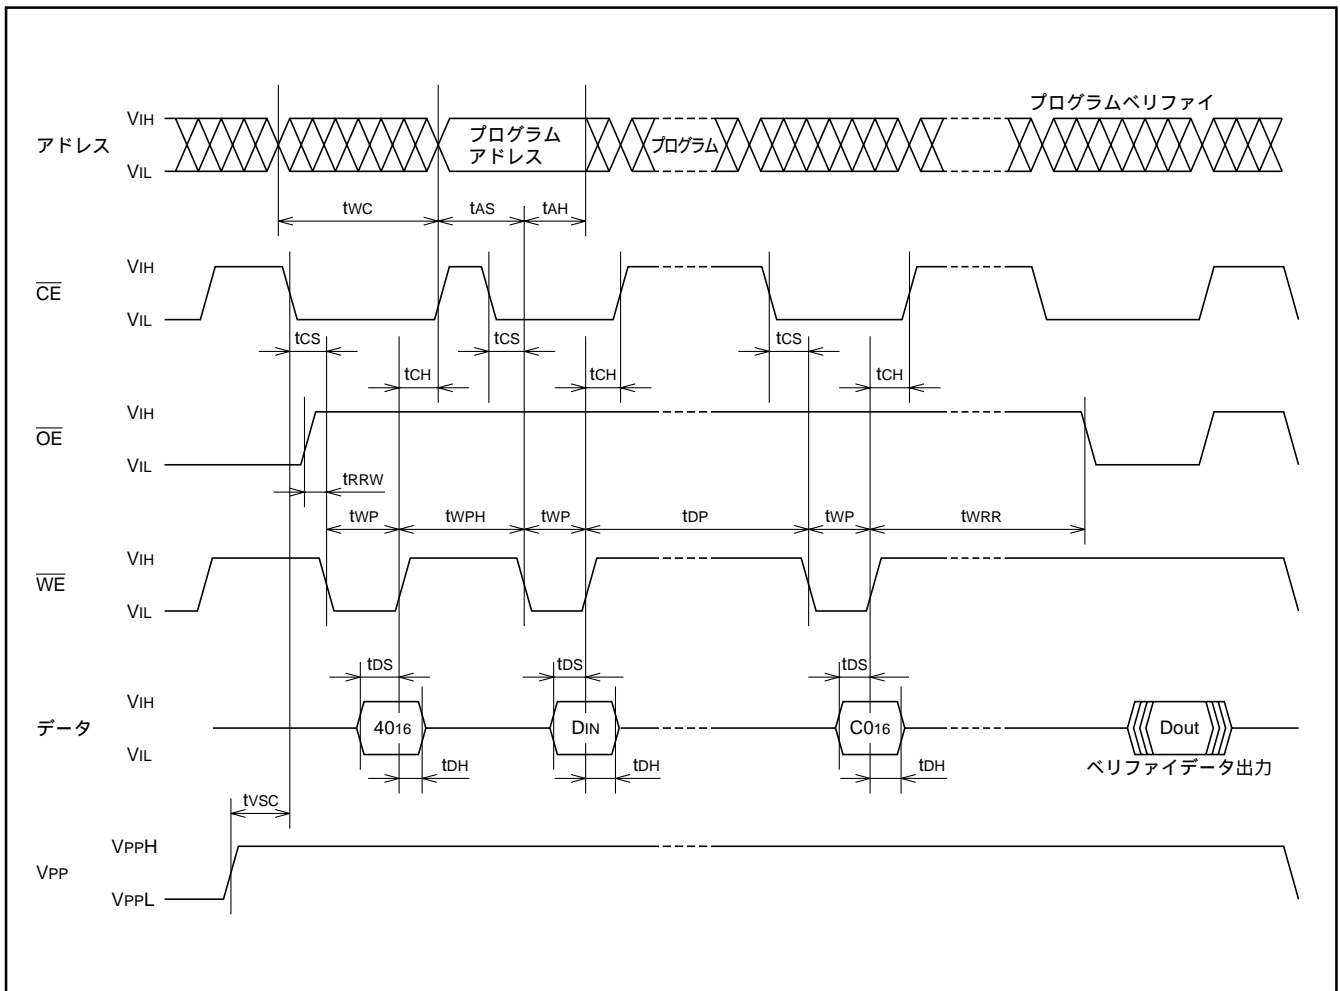 プログラムベリファイ
アドレス
VIH
VIL
プログラム
アドレス
プログラム
tWC
tAS
tAH
CE
VIH
VIL
tCS
tCH
tCS
tCH
tCS
tCH
OE
VIH
VIL
tRRW
tWP
tWPH
tWP
tDP
tWP
tWRR
WE
VIH
VIL
tDS
tDS
tDS
データ
VIH
VIL
4016
DIN
C016
Dout
tDH
tDH
tDH
ベリファイデータ出力
tVSC
VPP
VPPH
VPPL